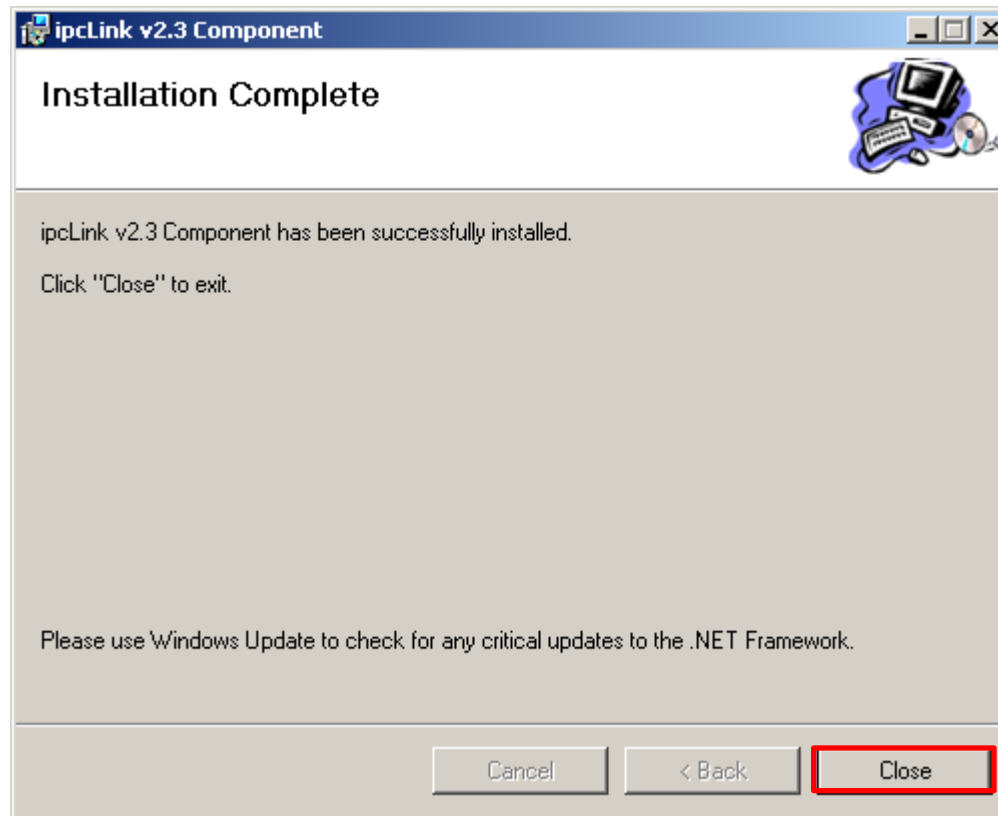 ipcLink v2.3 Component
Installation Complete
ipcLink v2.3 Component has been successfully installed.
Click "Close" to exit.
Please use Windows Update to check for any critical updates to the .NET Framework.
Cancel
< Back
Close